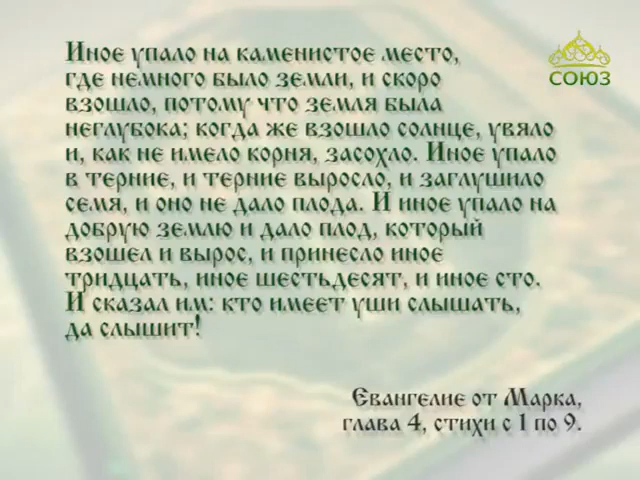 Иное упало на каменистое место,
где немного было земли, и скоро
взошло, потому что земля была
неглубока; когда же взошло солнце, увяло
и, как не имело корня, засохло. Иное упало
в терние, и терние выросло, и заглушило
семя, и оно не дало плода. И иное упало на
добрую землю и дало плод, который
взошел и вырос, и принесло иное
тридцать, иное шестьдесят, и иное сто.
И сказал им: кто имеет уши слышать,
да слышит!
СОЮЗ
Евангелие от Марка,
глава 4, стихи с 1 по 9.